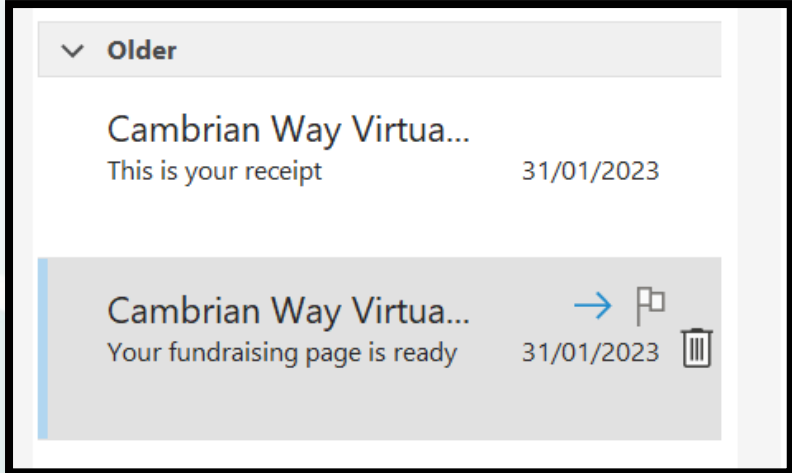 Older
Cambrian Way Virtua...
This is your receipt 31/01/2023
Cambrian Way Virtua...
Your fundraising page is ready 31/01/2023